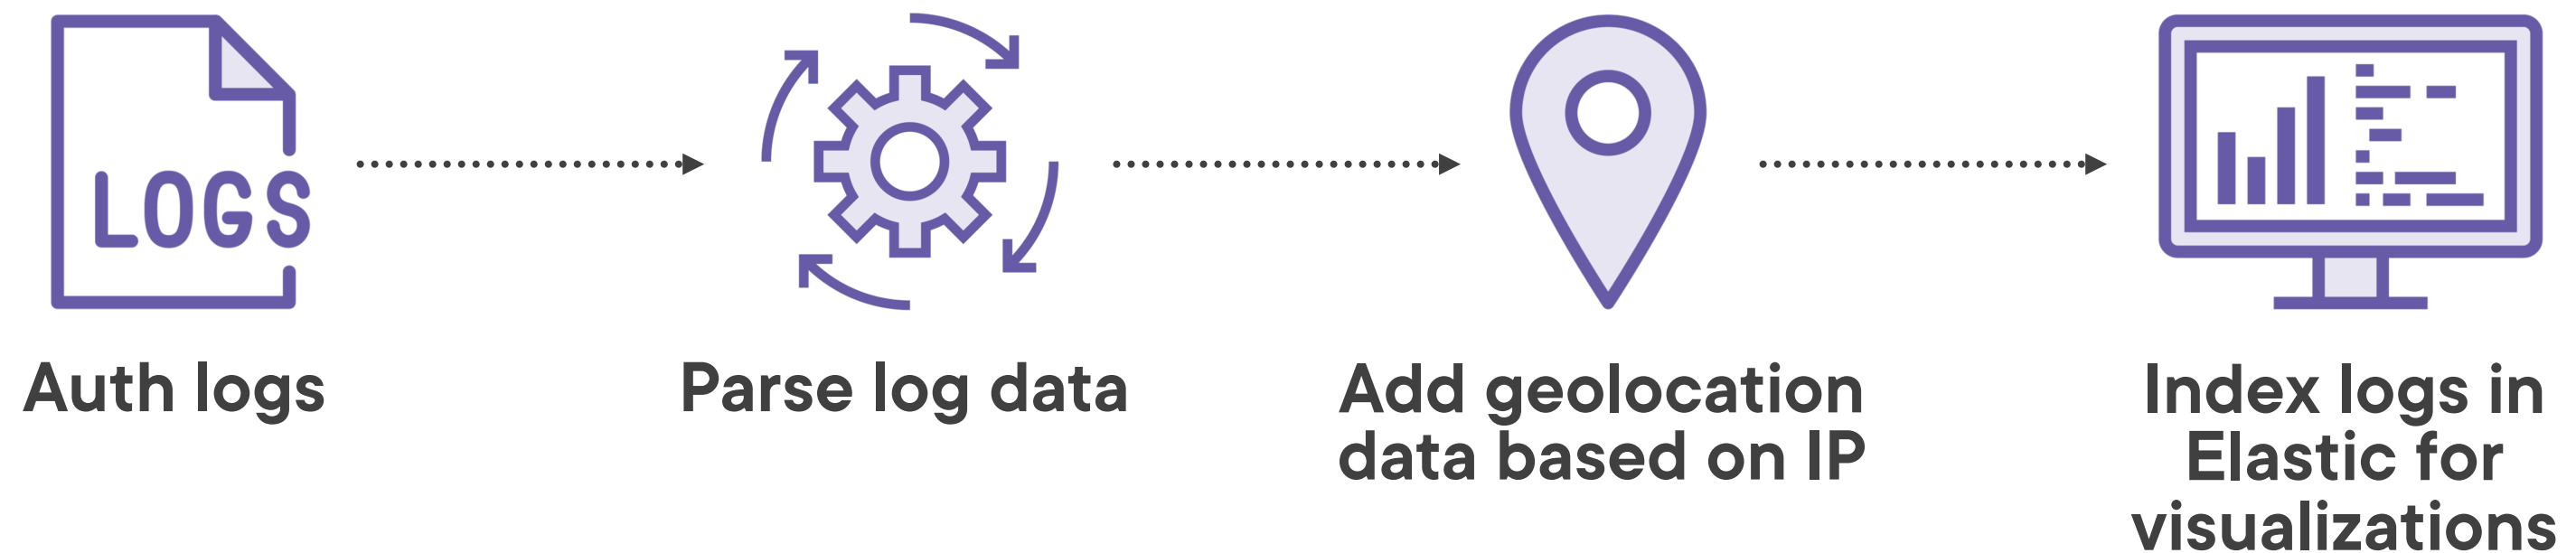 LOGS
Auth logs
Parse log data
Add geolocation
data based on IP
Index logs in
Elastic for
visualizations